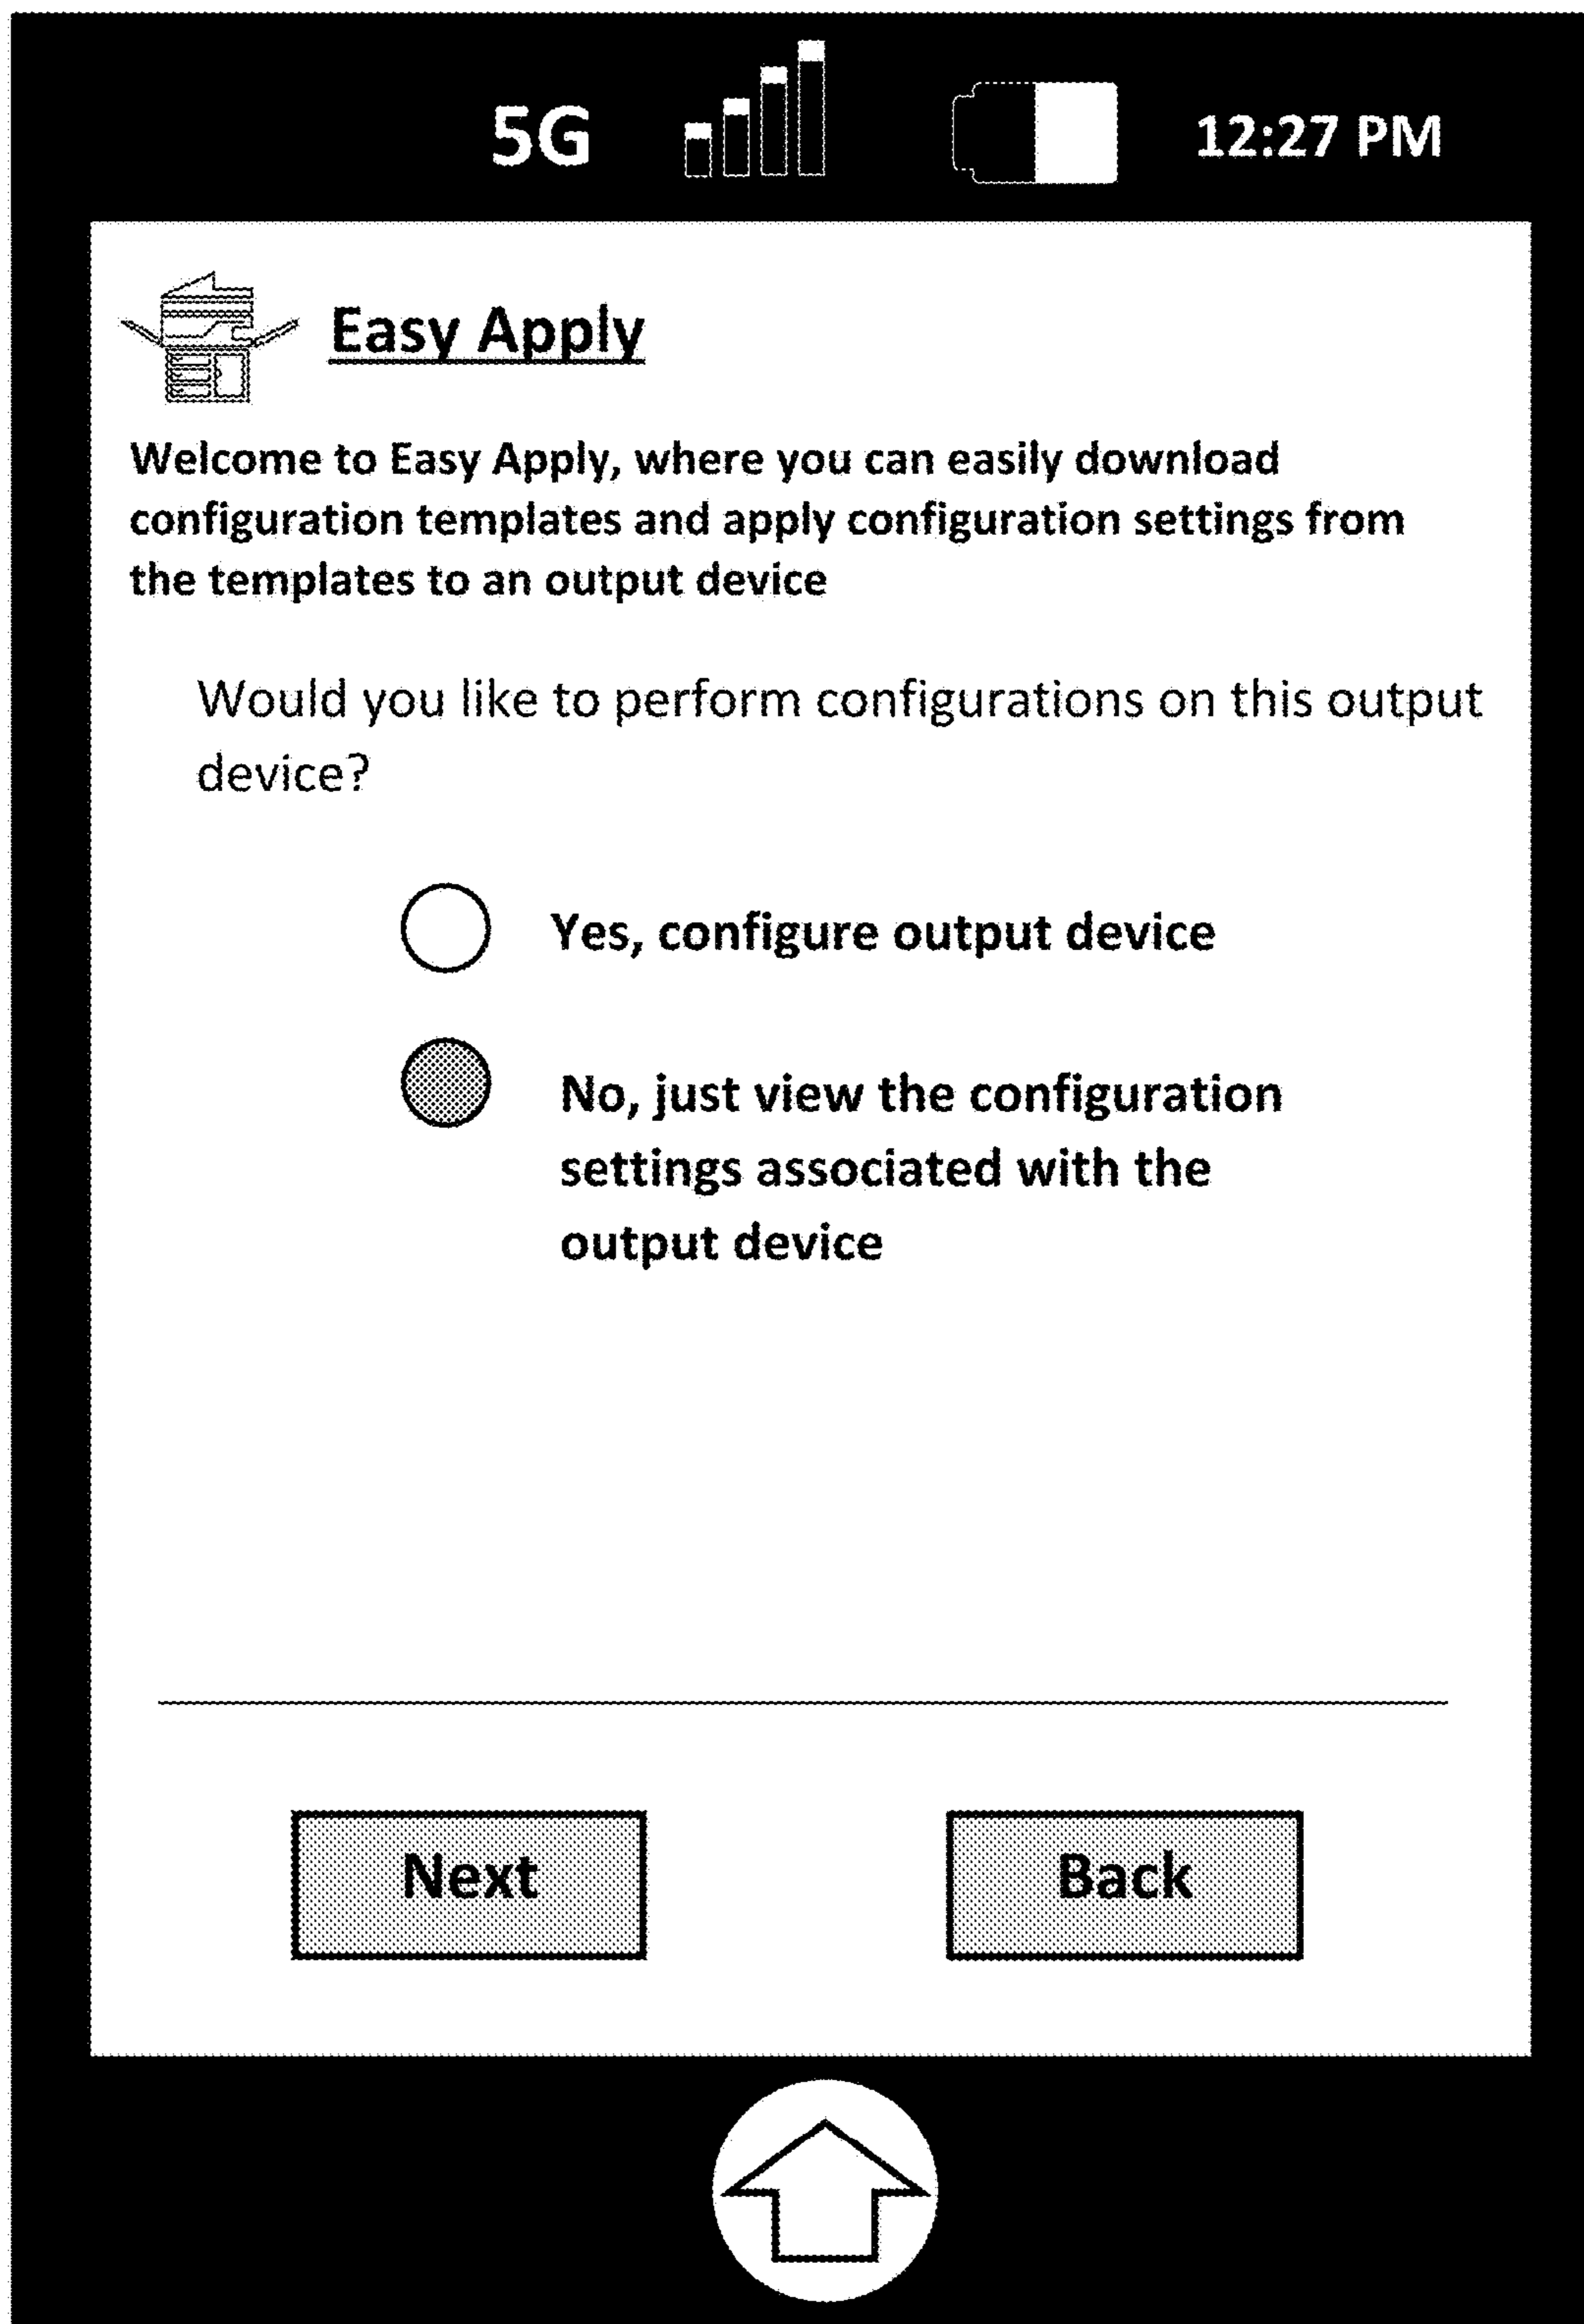 5G
12:27 PM
Easy Apply
Welcome to Easy Apply, where you can easily download
configuration templates and apply configuration settings from
the templates to an output device
Would you like to perform configurations on this output
device?
Yes, configure output device
No, just view the configuration
settings associated with the
output device
Next
Back